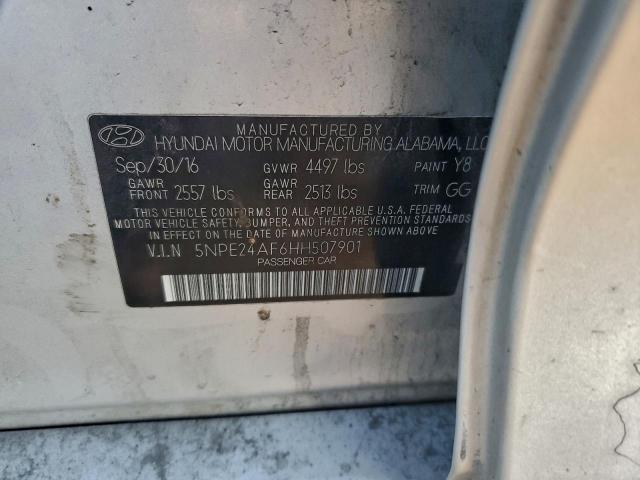 MANUFACTURED BY
HYUNDAI MOTOR MANUFACTURING ALABAMA, LLC
Sep/30/16 GVWR 4497 lbs PAINT Y8
GAWR FRONT 2557 lbs GAWR REAR 2513 lbs TRIM GG
THIS VEHICLE CONFORMS TO ALL APPLICABLE U.S.A. FEDERAL
MOTOR VEHICLE SAFETY, BUMPER, AND THEFT PREVENTION
STANDARDS IN EFFECT ON THE DATE OF MANUFACTURE SHOWN ABOVE.
V.I.N 5NPE24AF6HH507901
PASSENGER CAR